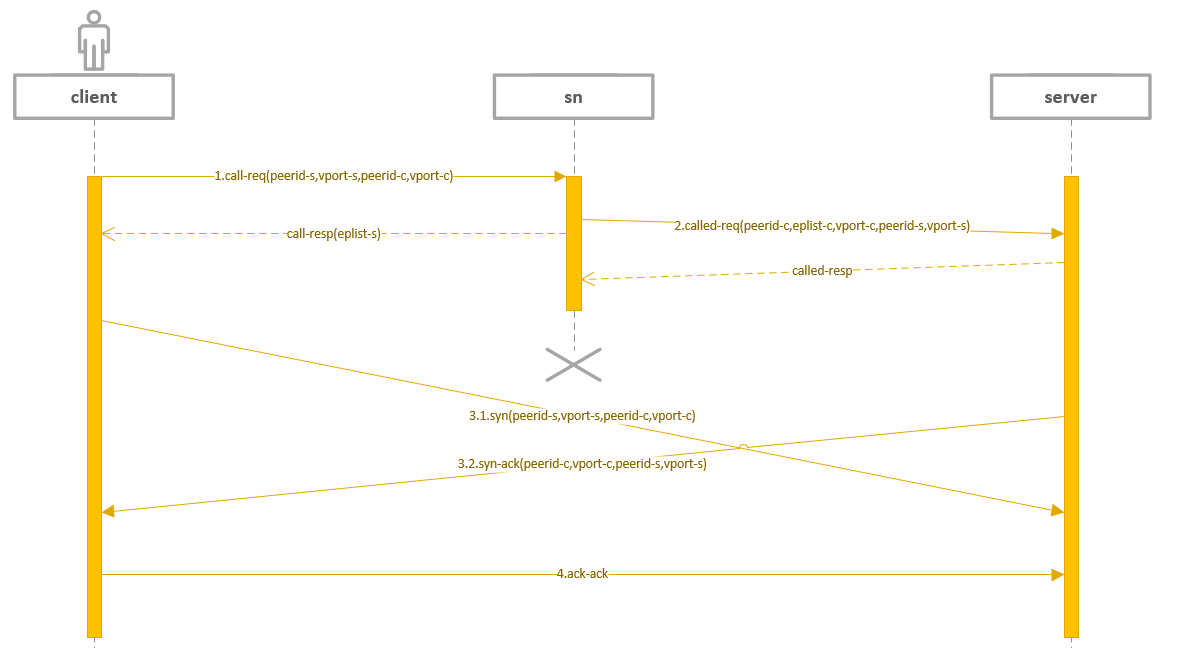 client
sn
server
1.call-req(peerid-s,vport-s,peerid-c,vport-c)
2.called-req(peerid-c,eplist-c,vport-c,peerid-s,vport-s)
call-resp(eplist-s)
called-resp
3.1.syn(peerid-s,vport-s,peerid-c,vport-c)
3.2.syn-ack(peerid-c,vport-c,peerid-s,vport-s)
4.ack-ack